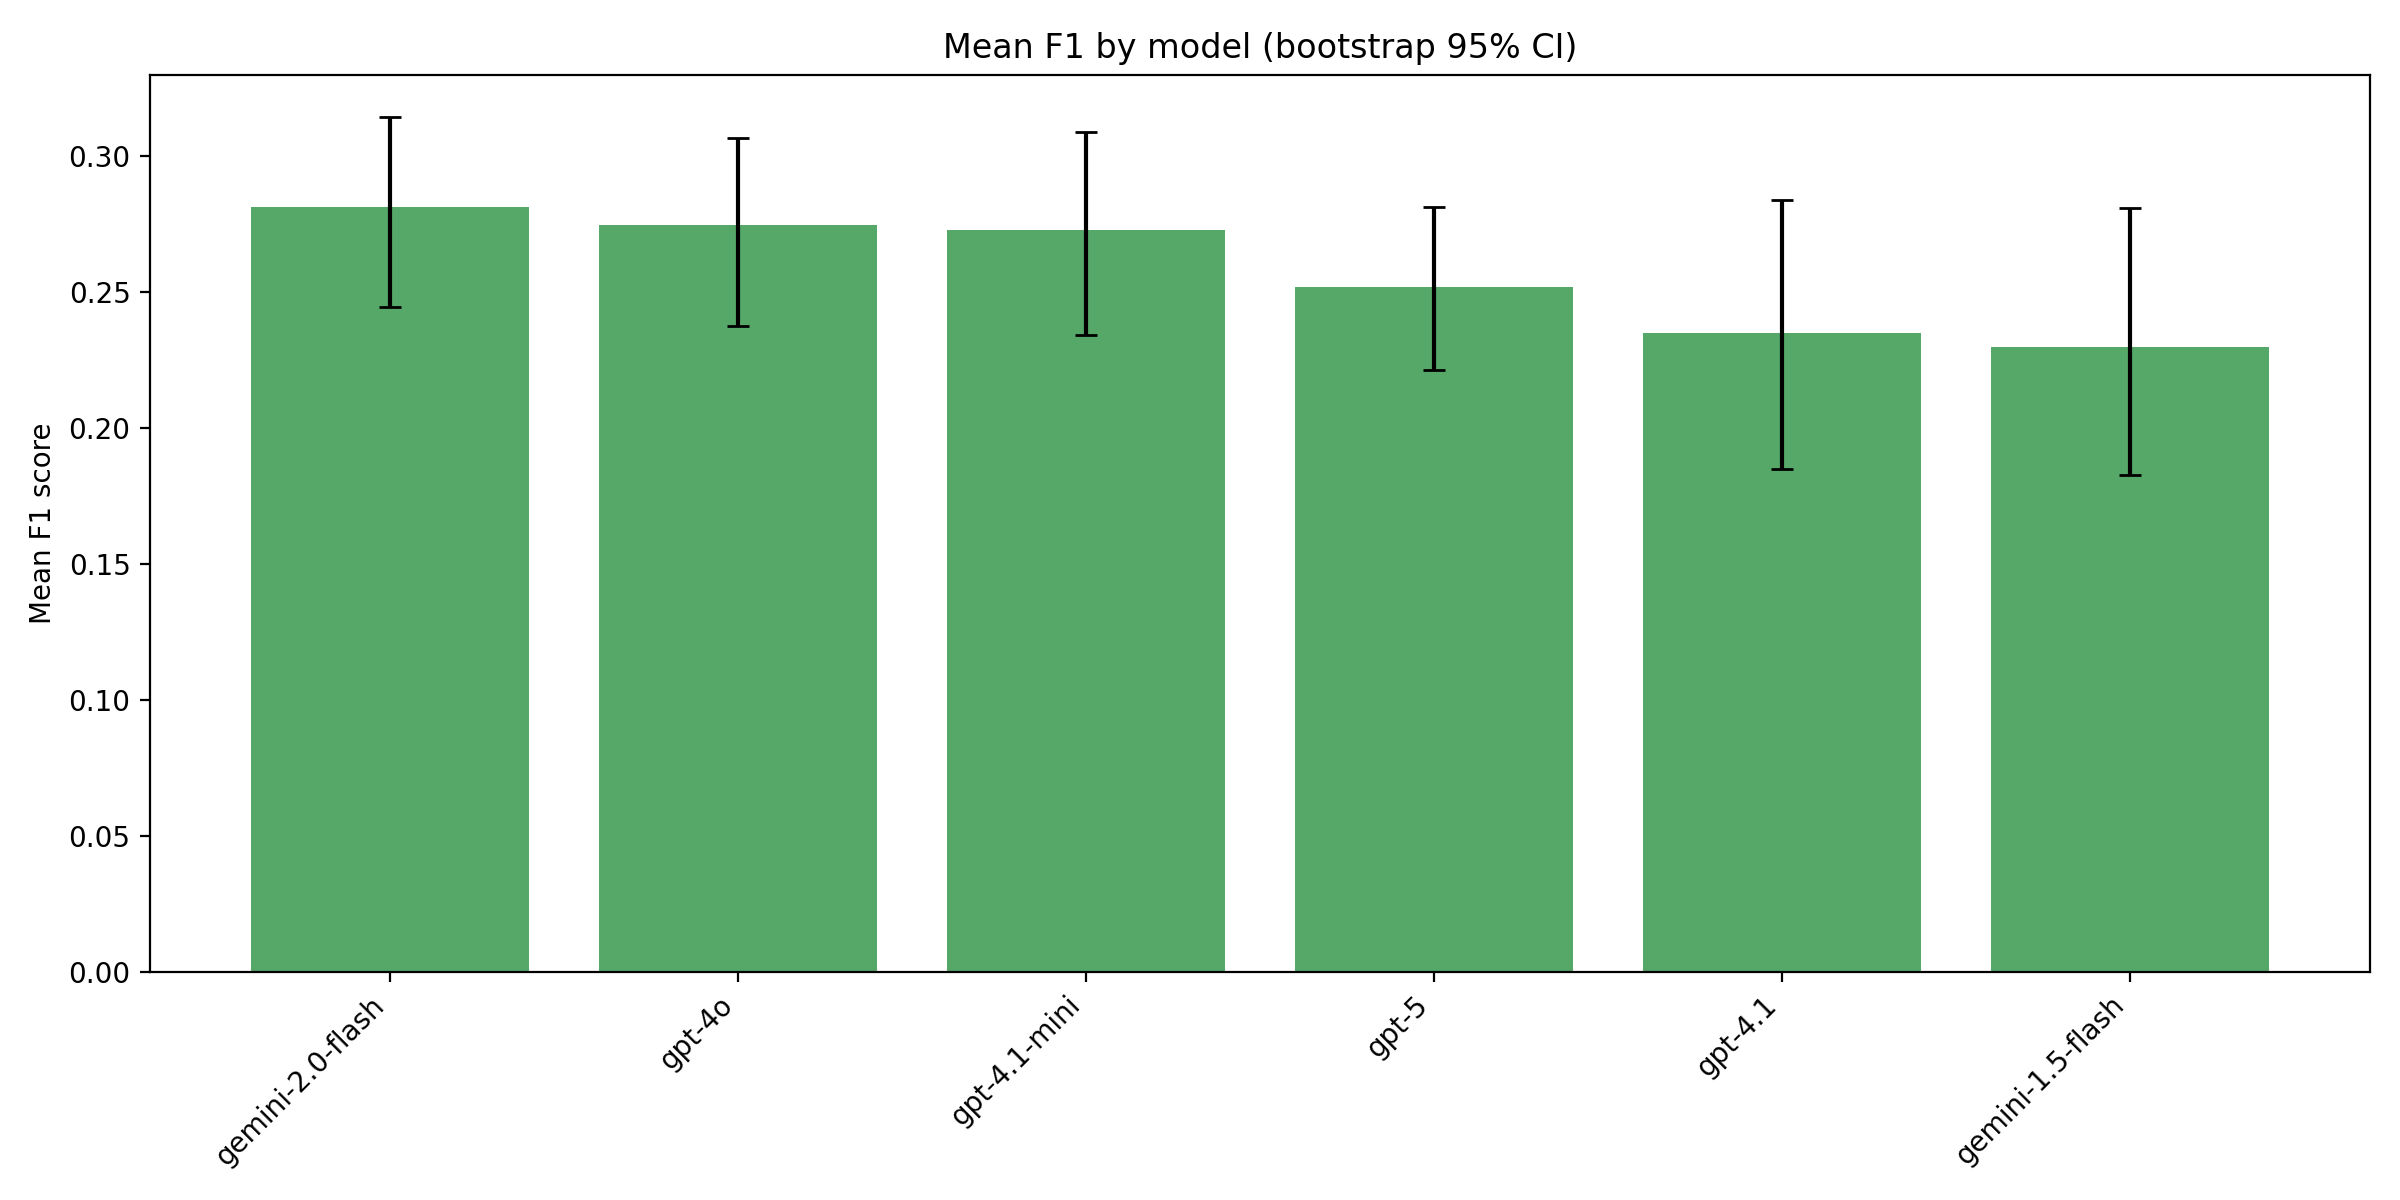 Mean F1 by model (bootstrap 95% CI)
Mean F1 score
0.30
0.25
0.20
0.15
0.10
0.05
0.00
gemini-2.0-flash
gpt-4o
gpt-4.1-mini
gpt-5
gpt-4.1
gemini-1.5-flash